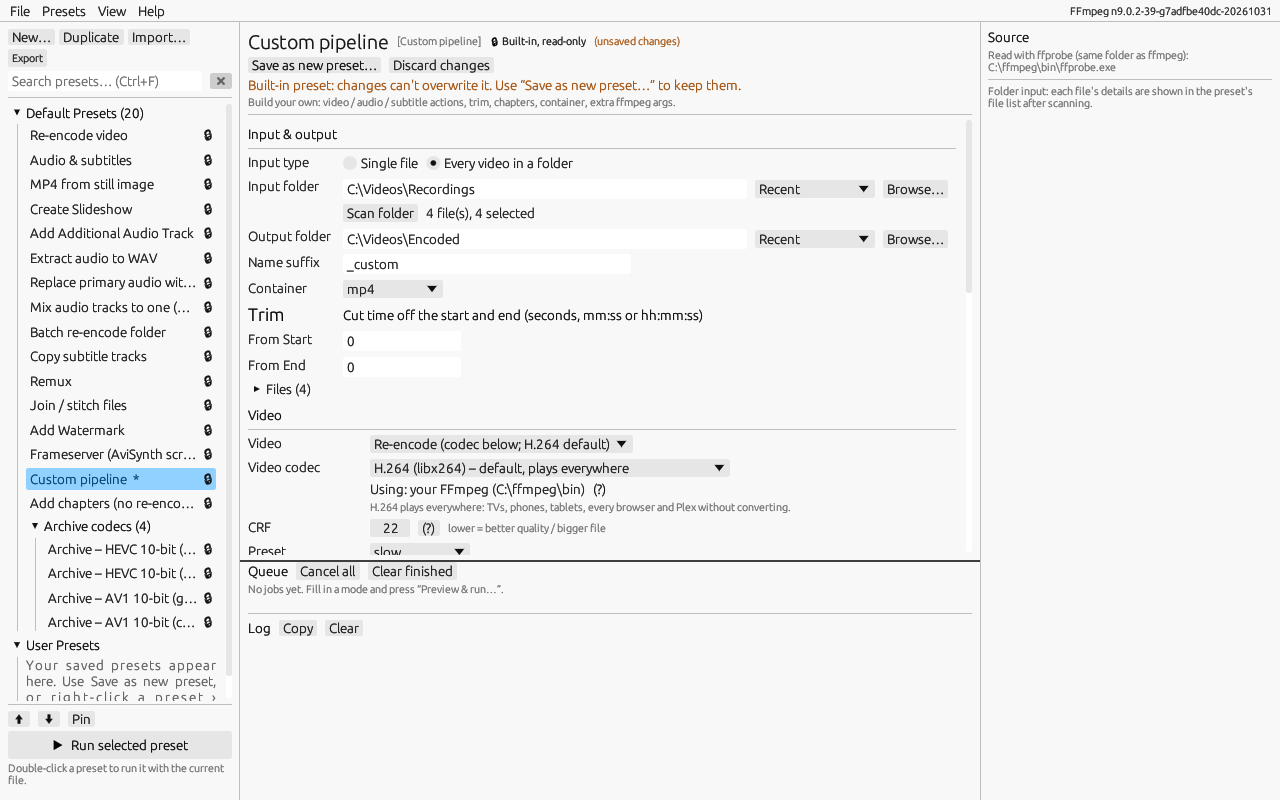 File Presets View Help
FFmpeg n9.0.2-39-g7adfbe40dc-20261031
New… Duplicate Import…
Export
Search presets… (Ctrl+F)
Default Presets (20)
Re-encode video
Audio & subtitles
MP4 from still image
Create Slideshow
Add Additional Audio Track
Extract audio to WAV
Replace primary audio wit…
Mix audio tracks to one (…
Batch re-encode folder
Copy subtitle tracks
Remux
Join / stitch files
Add Watermark
Frameserver (AviSynth scr…
Custom pipeline *
Add chapters (no re-enco…
Archive codecs (4)
Archive – HEVC 10-bit (…
Archive – HEVC 10-bit (…
Archive – AV1 10-bit (g…
Archive – AV1 10-bit (c…
User Presets
Your saved presets appear
here. Use Save as new preset,
or right-click a preset ›
Pin
Run selected preset
Double-click a preset to run it with the current
file.
Custom pipeline [Custom pipeline] Built-in, read-only (unsaved changes)
Save as new preset… Discard changes
Built-in preset: changes can't overwrite it. Use “Save as new preset…” to keep them.
Build your own: video / audio / subtitle actions, trim, chapters, container, extra ffmpeg args.
Input & output
Input type Single file Every video in a folder
Input folder C:\Videos\Recordings Recent Browse…
Scan folder 4 file(s), 4 selected
Output folder C:\Videos\Encoded Recent Browse…
Name suffix _custom
Container mp4
Trim Cut time off the start and end (seconds, mm:ss or hh:mm:ss)
From Start 0
From End 0
Files (4)
Video
Video Re-encode (codec below; H.264 default)
Video codec H.264 (libx264) – default, plays everywhere
Using: your FFmpeg (C:\ffmpeg\bin) (?)
H.264 plays everywhere: TVs, phones, tablets, every browser and Plex without converting.
CRF 22 (?) lower = better quality / bigger file
Preset slow
Queue Cancel all Clear finished
No jobs yet. Fill in a mode and press “Preview & run…”.
Log Copy Clear
Source
Read with ffprobe (same folder as ffmpeg):
C:\ffmpeg\bin\ffprobe.exe
Folder input: each file's details are shown in the preset's
file list after scanning.